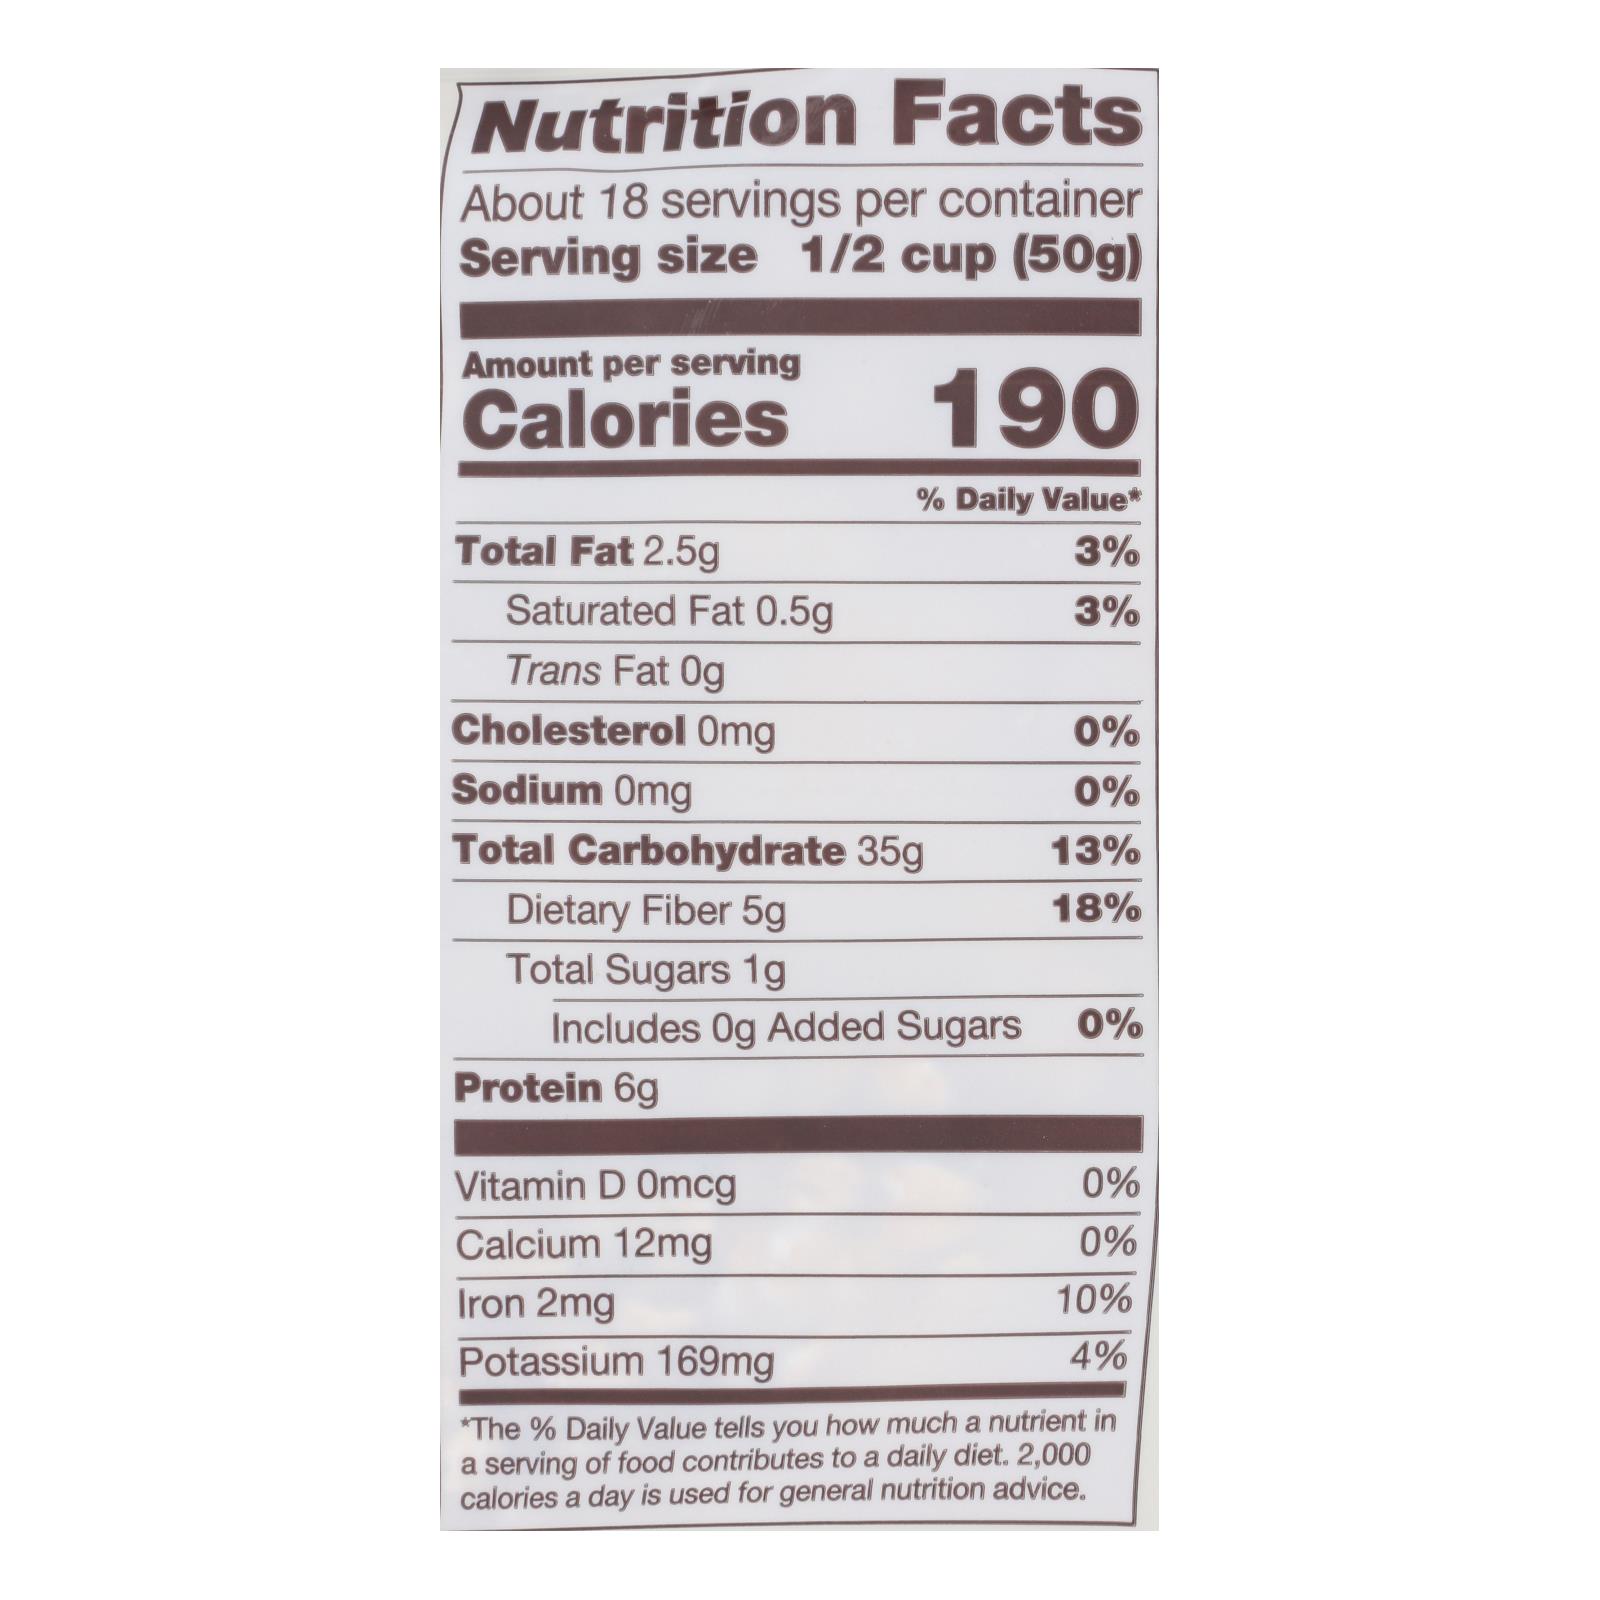 Nutrition Facts
About 18 servings per container
Serving size 1/2 cup (50g)
Amount per serving
Calories 190
% Daily Value*
Total Fat 2.5g 3%
Saturated Fat 0.5g 3%
Trans Fat 0g
Cholesterol 0mg 0%
Sodium 0mg 0%
Total Carbohydrate 35g 13%
Dietary Fiber 5g 18%
Total Sugars 1g
Includes 0g Added Sugars 0%
Protein 6g
Vitamin D 0mcg 0%
Calcium 12mg 0%
Iron 2mg 10%
Potassium 169mg 4%
*The % Daily Value tells you how much a nutrient in
a serving of food contributes to a daily diet. 2,000
calories a day is used for general nutrition advice.